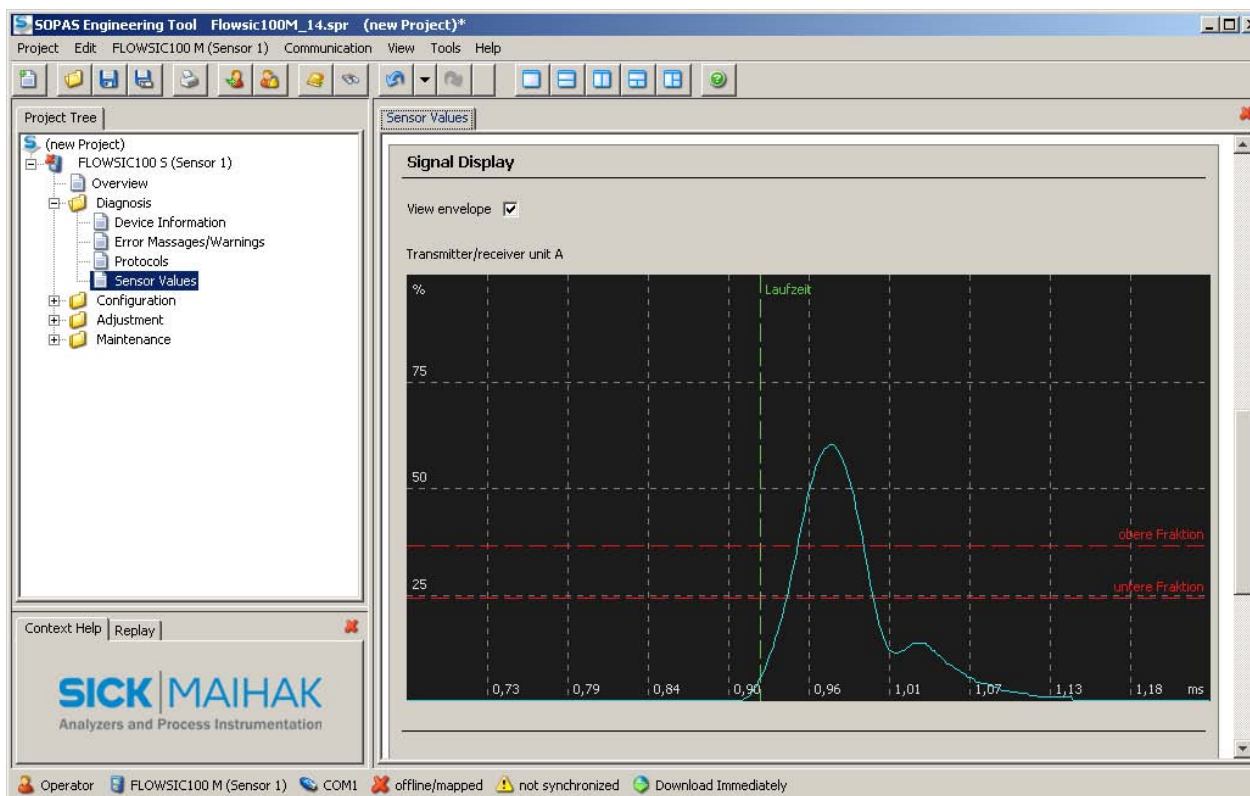 SOPAS Engineering Tool Flowsic100M_14.spr (new Project)*
Project Edit FLOWSIC100 M (Sensor 1) Communication View Tools Help
Project Tree
(new Project)
FLOWSIC100 S (Sensor 1)
Overview
Diagnosis
Device Information
Error Massages/Warnings
Protocols
Sensor Values
Configuration
Adjustment
Maintenance
Context Help Replay
SICK MAIHAK
Analyzers and Process Instrumentation
Sensor Values
Signal Display
View envelope
Transmitter/receiver unit A
%
Laufzeit
75
50
obere Fraktion
25
untere Fraktion
0,73 0,79 0,84 0,90 0,96 1,01 1,07 1,13 1,18 ms
Operator FLOWSIC100 M (Sensor 1) COM1 offline/mapped not synchronized Download Immediately